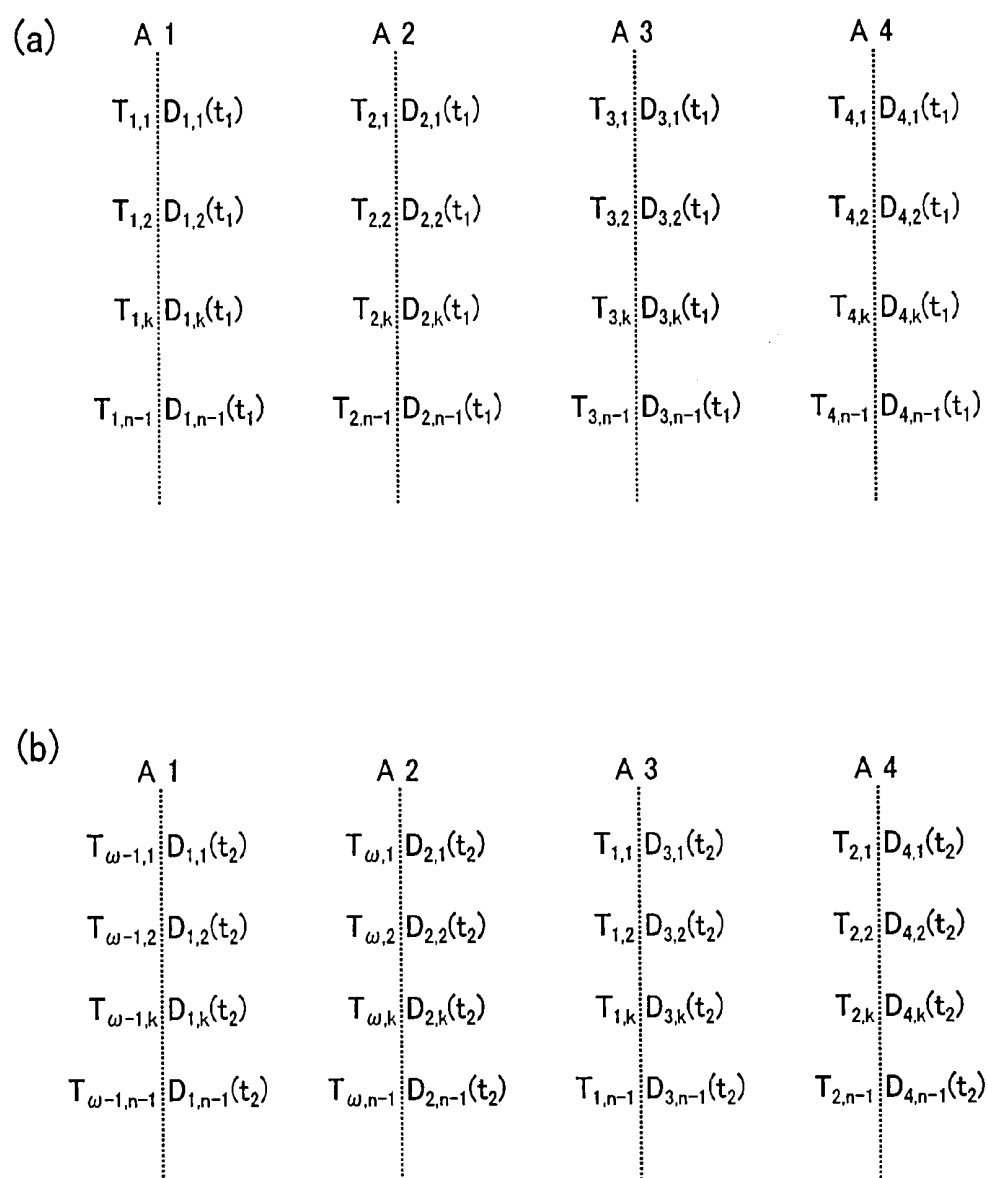 (a) A 1 A 2 A 3 A 4
T1,1 D1,1(t1) T2,1 D2,1(t1) T3,1 D3,1(t1) T4,1 D4,1(t1)
T1,2 D1,2(t1) T2,2 D2,2(t1) T3,2 D3,2(t1) T4,2 D4,2(t1)
T1,k D1,k(t1) T2,k D2,k(t1) T3,k D3,k(t1) T4,k D4,k(t1)
T1,n-1 D1,n-1(t1) T2,n-1 D2,n-1(t1) T3,n-1 D3,n-1(t1) T4,n-1 D4,n-1(t1)
(b)
A 1 A 2 A 3 A 4
Tω-1,1 D1,1(t2) Tω,1 D2,1(t2) T1,1 D3,1(t2) T2,1 D4,1(t2)
Tω-1,2 D1,2(t2) Tω,2 D2,2(t2) T1,2 D3,2(t2) T2,2 D4,2(t2)
Tω-1,k D1,k(t2) Tω,k D2,k(t2) T1,k D3,k(t2) T2,k D4,k(t2)
Tω-1,n-1 D1,n-1(t2) Tω,n-1 D2,n-1(t2) T1,n-1 D3,n-1(t2) T2,n-1 D4,n-1(t2)